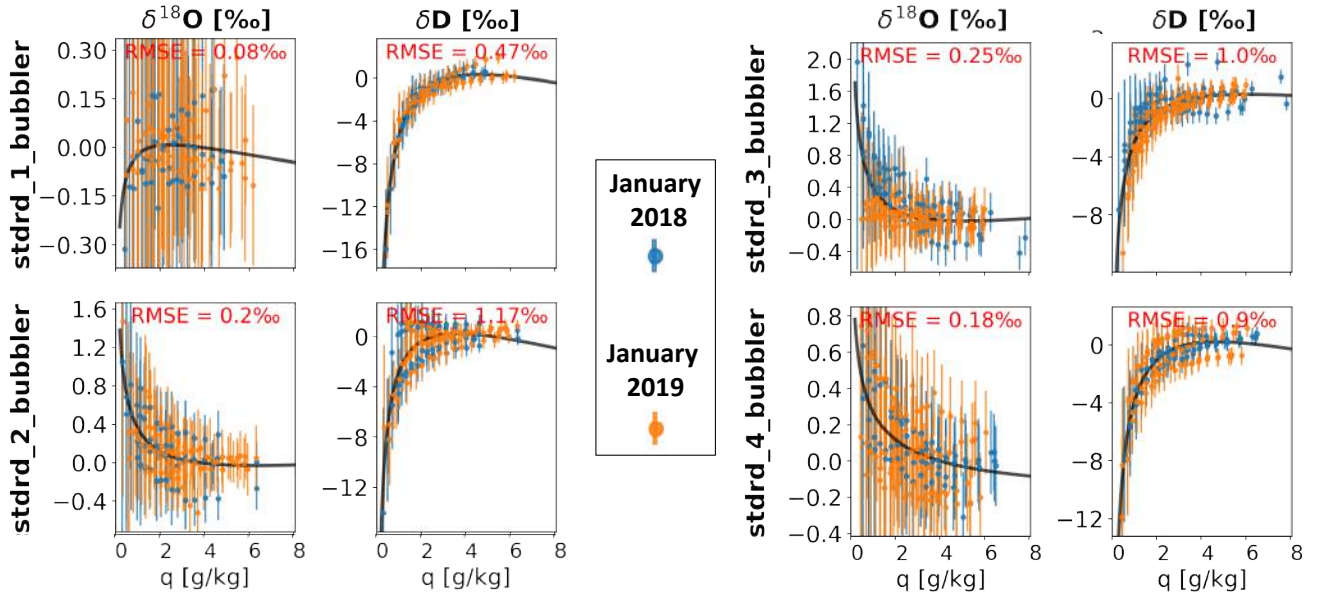 δ¹⁸O [‰]
δD [‰]
δ¹⁸O [‰]
δD [‰]
stdrd_1_bubbler
RMSE = 0.08‰
0.30
0.15
0.00
−0.15
−0.30
RMSE = 0.47‰
0
−4
−8
−12
−16
stdrd_3_bubbler
RMSE = 0.25‰
2.0
1.6
1.2
0.8
0.4
0.0
−0.4
RMSE = 1.0‰
0
−4
−8
January
2018
January
2019
stdrd_2_bubbler
RMSE = 0.2‰
1.6
1.2
0.8
0.4
0.0
−0.4
0 2 4 6 8
q [g/kg]
RMSE = 1.17‰
0
−4
−8
−12
0 2 4 6 8
q [g/kg]
stdrd_4_bubbler
RMSE = 0.18‰
0.8
0.6
0.4
0.2
0.0
−0.2
−0.4
0 2 4 6 8
q [g/kg]
RMSE = 0.9‰
0
−4
−8
−12
0 2 4 6 8
q [g/kg]